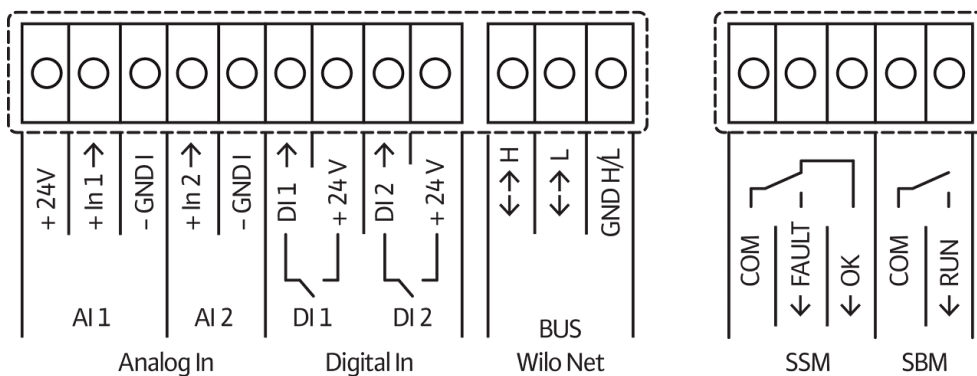 + 24V
+ In 1 →
- GND I
+ In 2 →
- GND I
DI 1 →
+ 24 V
DI 2 →
+ 24 V
↔ H
↔ L
GND H/L
COM
← FAULT
← OK
COM
← RUN
AI 1 AI 2 DI 1 DI 2 BUS
Analog In Digital In Wilo Net SSM SBM